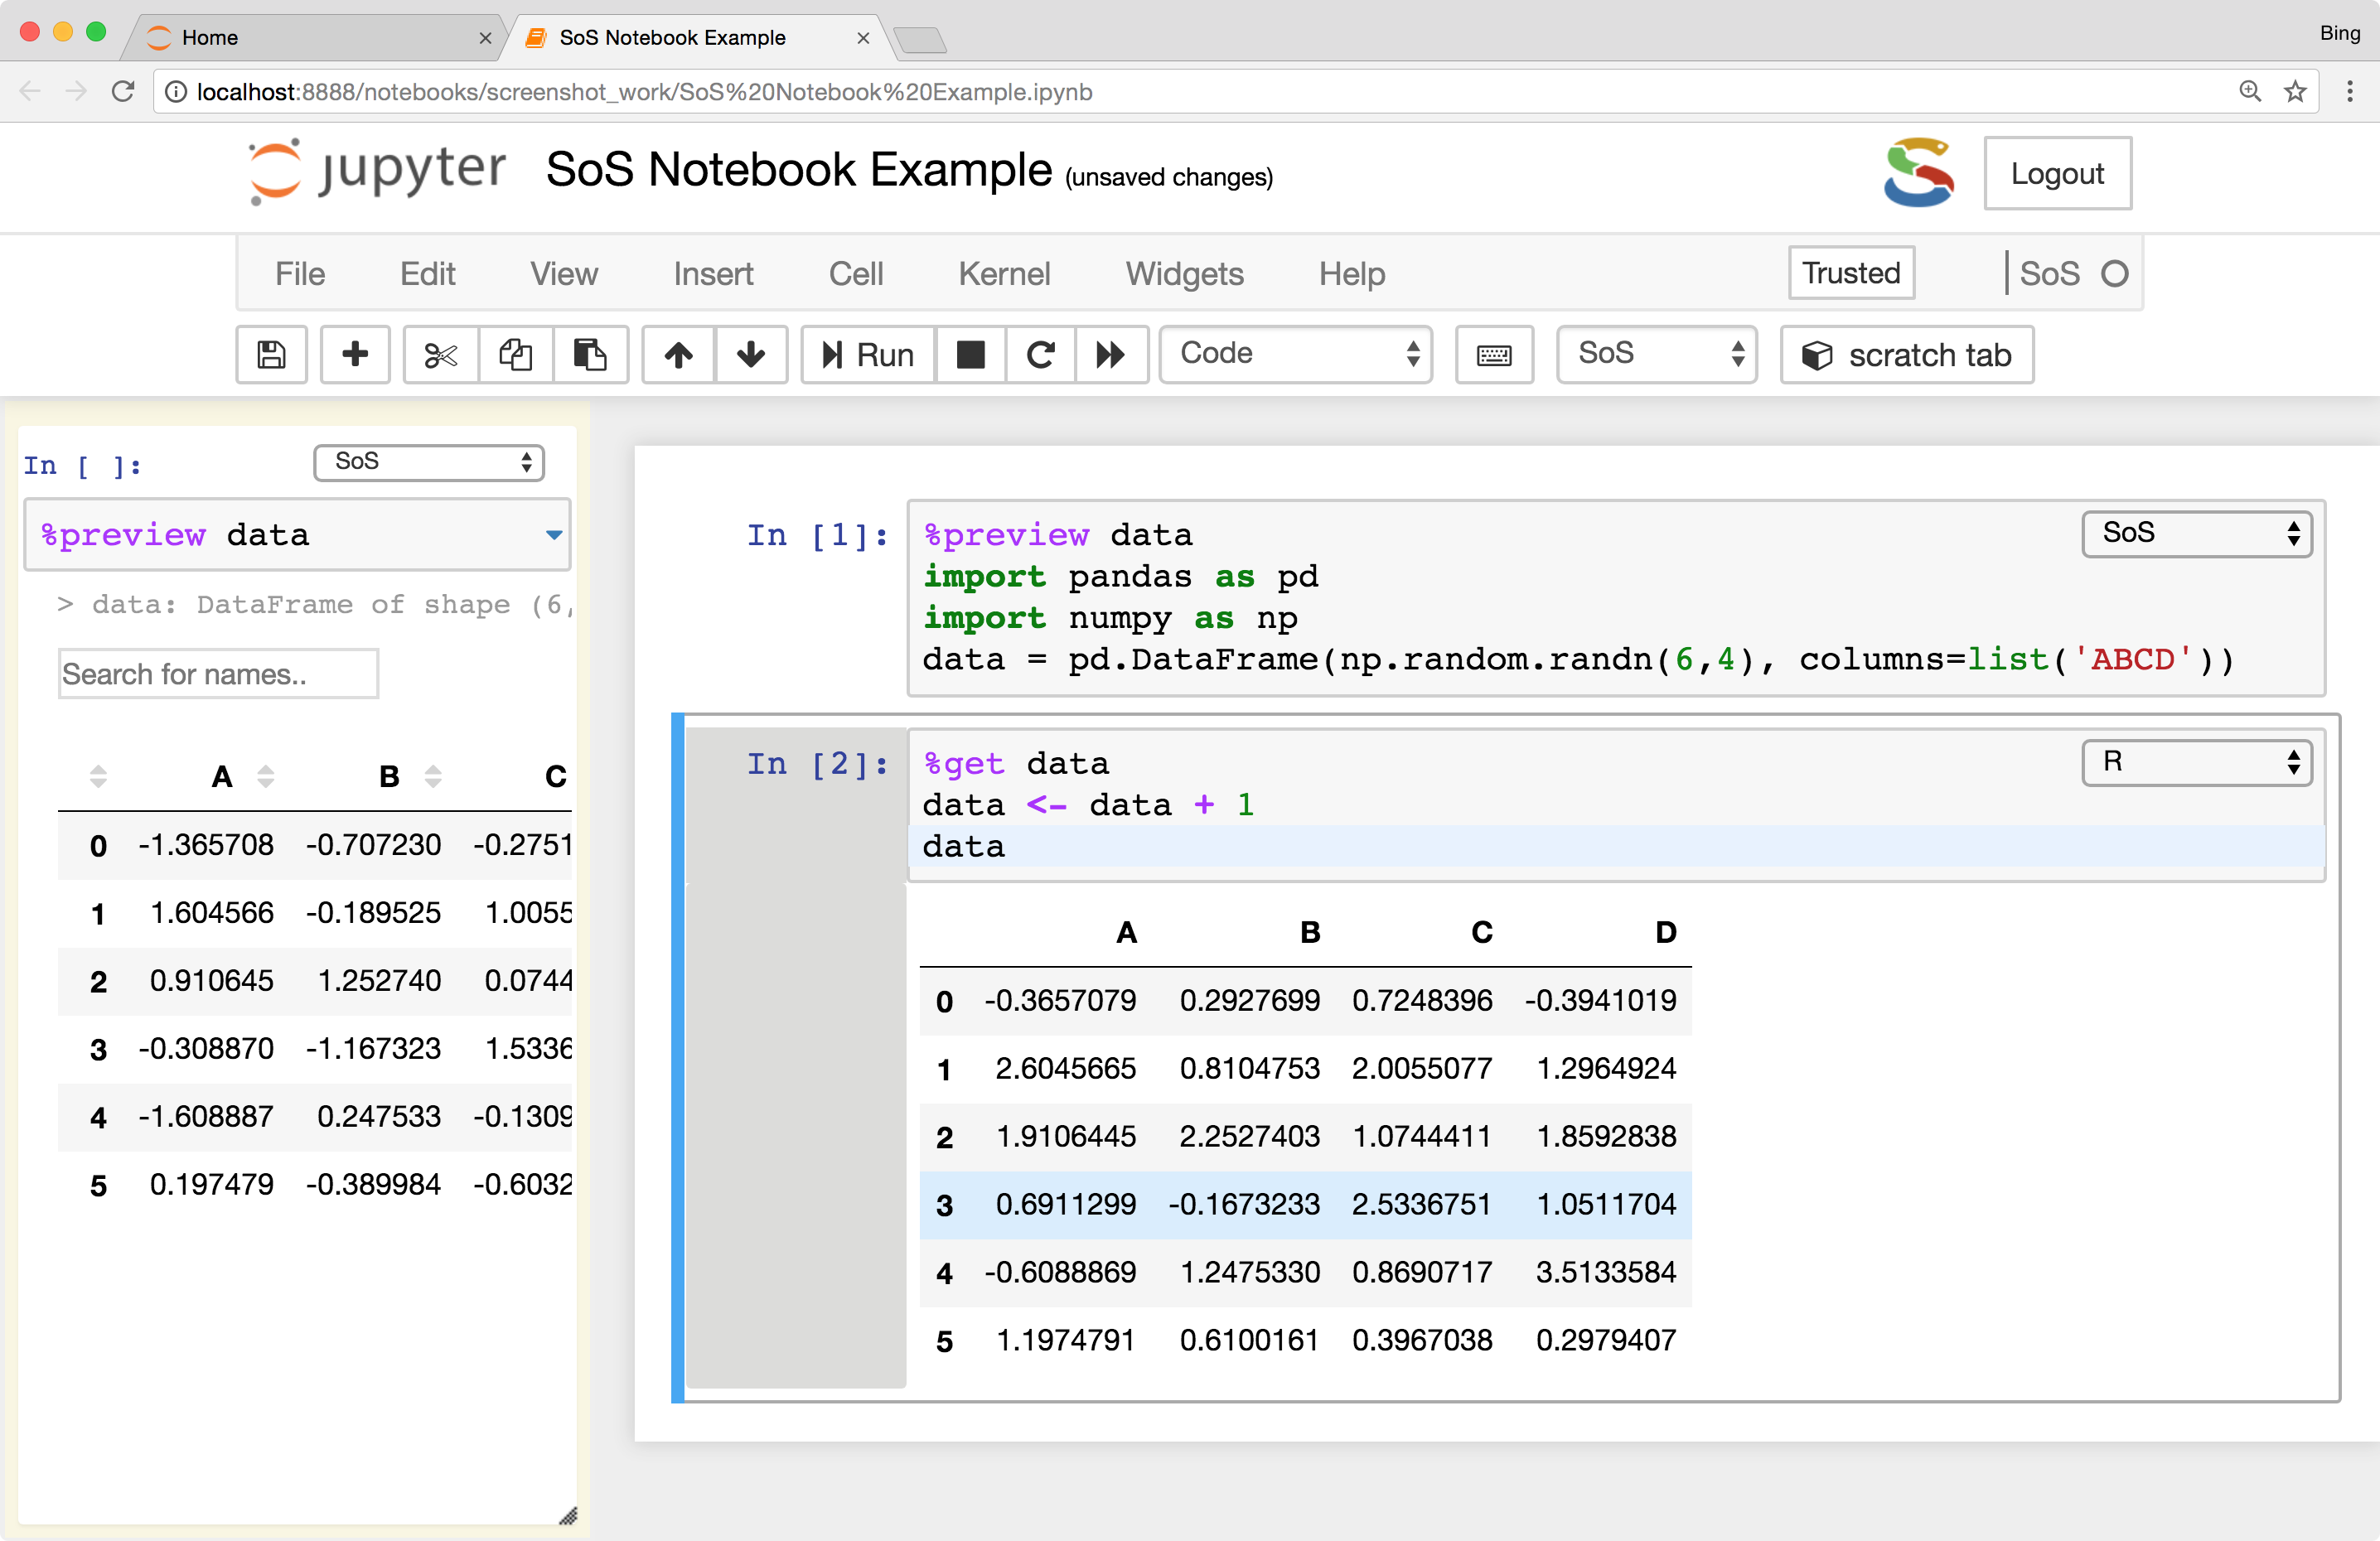 Home
SoS Notebook Example
Bing
localhost:8888/notebooks/screenshot_work/SoS%20Notebook%20Example.ipynb
jupyter SoS Notebook Example (unsaved changes)
Logout
File Edit View Insert Cell Kernel Widgets Help Trusted SoS
Run Code SoS scratch tab
In [ ]: SoS
%preview data
> data: DataFrame of shape (6,
Search for names..
A B C
0 -1.365708 -0.707230 -0.2751
1 1.604566 -0.189525 1.0055
2 0.910645 1.252740 0.0744
3 -0.308870 -1.167323 1.5336
4 -1.608887 0.247533 -0.1309
5 0.197479 -0.389984 -0.6032
In [1]: %preview data SoS
import pandas as pd
import numpy as np
data = pd.DataFrame(np.random.randn(6,4), columns=list('ABCD'))
In [2]: %get data R
data <- data + 1
data
A B C D
0 -0.3657079 0.2927699 0.7248396 -0.3941019
1 2.6045665 0.8104753 2.0055077 1.2964924
2 1.9106445 2.2527403 1.0744411 1.8592838
3 0.6911299 -0.1673233 2.5336751 1.0511704
4 -0.6088869 1.2475330 0.8690717 3.5133584
5 1.1974791 0.6100161 0.3967038 0.2979407